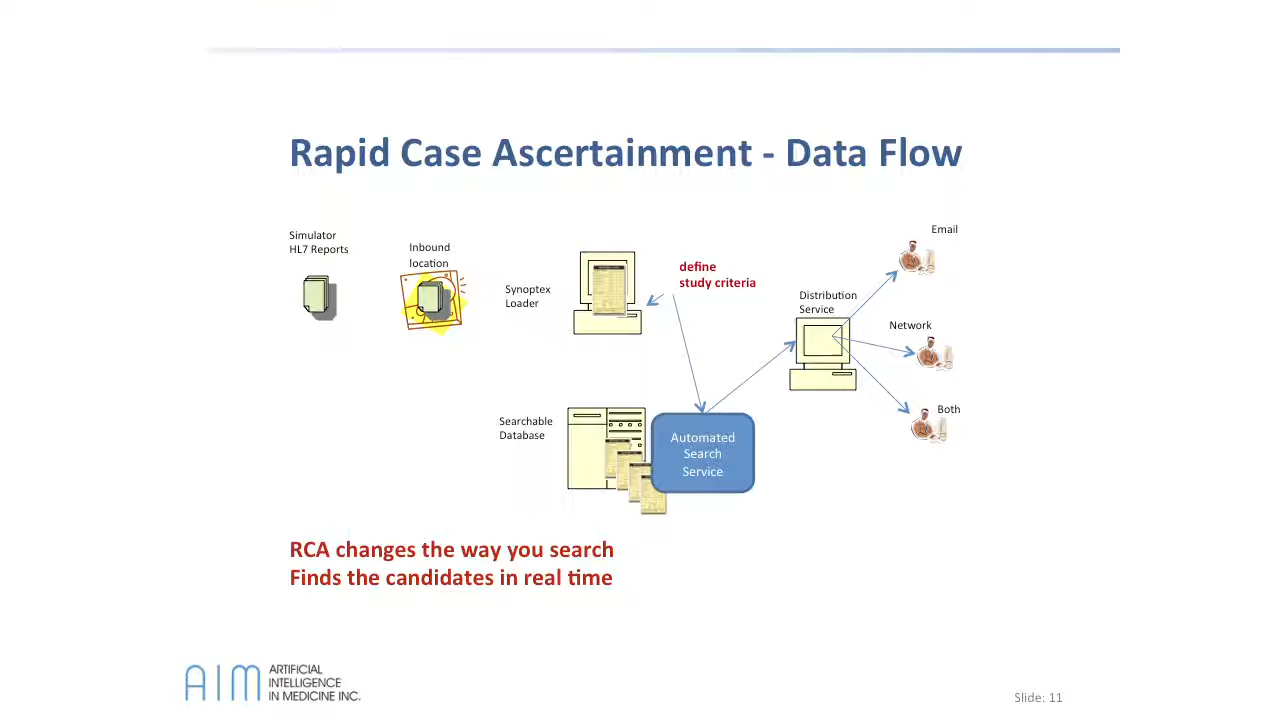 Rapid Case Ascertainment - Data Flow
Simulator
HL7 Reports
Inbound
location
Synoptex
Loader
define
study criteria
Distribution
Service
Email
Network
Both
Searchable
Database
Automated
Search
Service
RCA changes the way you search
Finds the candidates in real time
AIM
ARTIFICIAL
INTELLIGENCE
IN MEDICINE INC.
Slide: 11